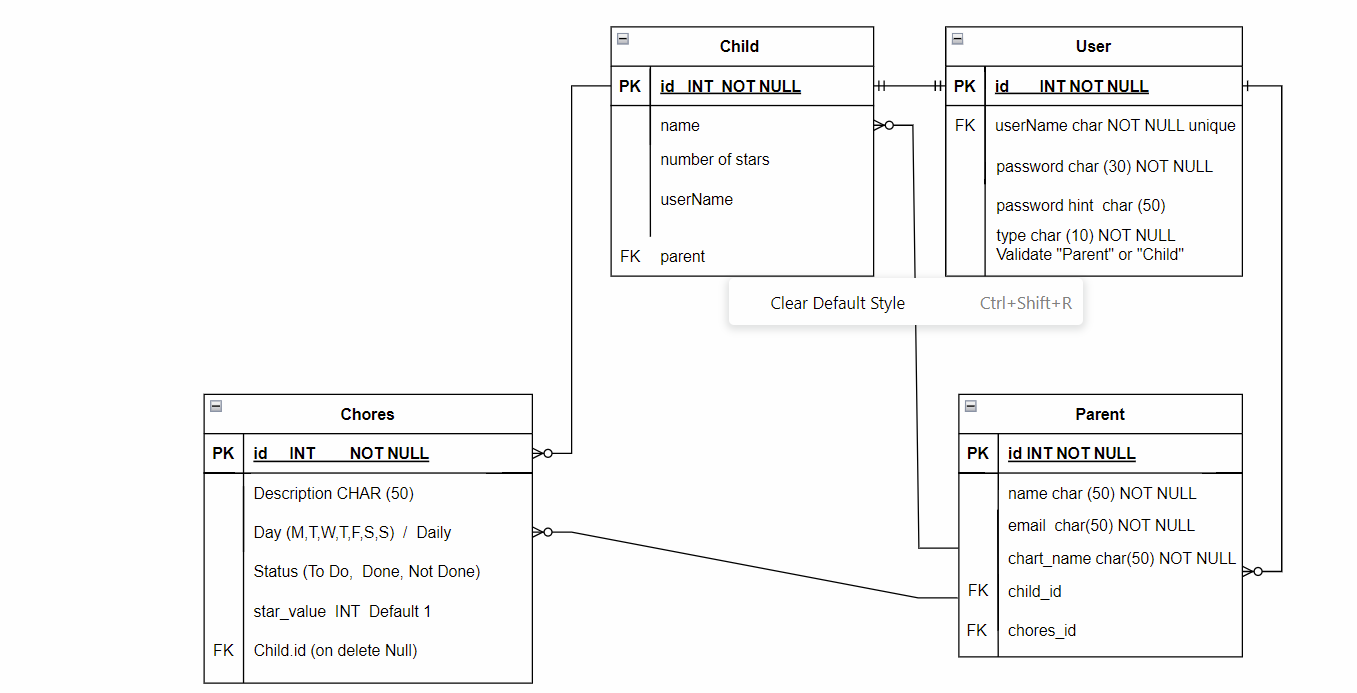 Child
PK id INT NOT NULL
name
number of stars
userName
FK parent
User
PK id INT NOT NULL
FK userName char NOT NULL unique
password char (30) NOT NULL
password hint char (50)
type char (10) NOT NULL
Validate "Parent" or "Child"
Clear Default Style Ctrl+Shift+R
Chores
PK id INT NOT NULL
Description CHAR (50)
Day (M,T,W,T,F,S,S) / Daily
Status (To Do, Done, Not Done)
star_value INT Default 1
FK Child.id (on delete Null)
Parent
PK id INT NOT NULL
name char (50) NOT NULL
email char(50) NOT NULL
chart_name char(50) NOT NULL
FK child_id
FK chores_id